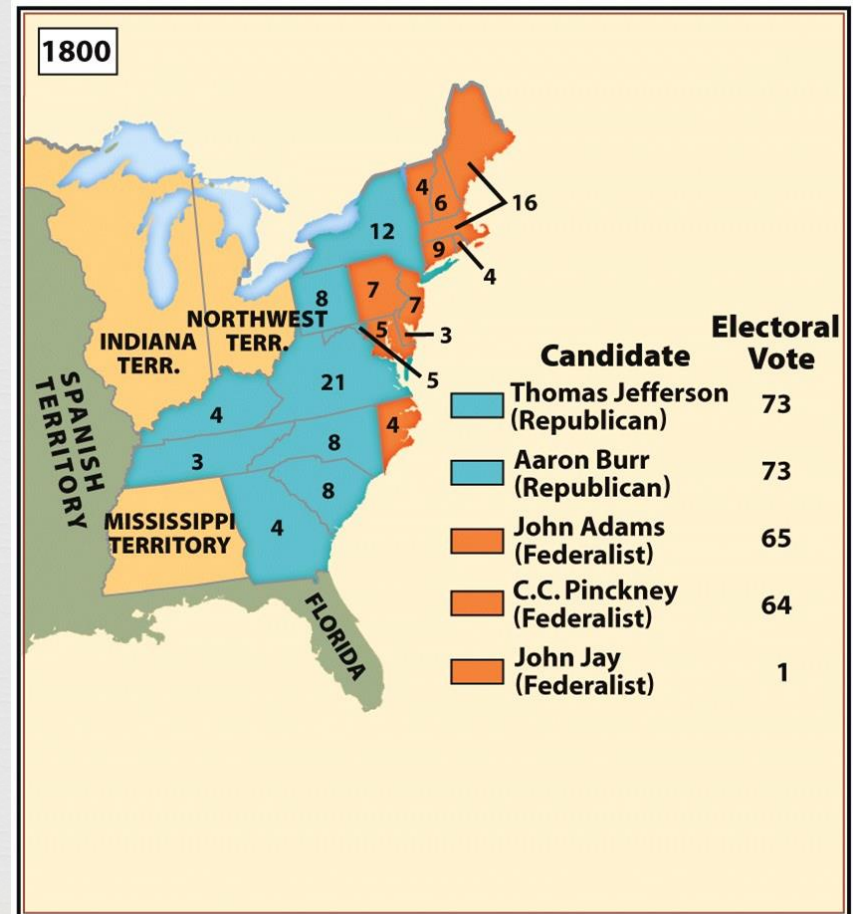 1800
4
6
16
12
9
4
8
7
7
NORTHWEST
TERR.
5
3
INDIANA
TERR.
5
21
SPANISH
TERRITORY
4
8
4
3
8
MISSISSIPPI
TERRITORY
4
FLORIDA
Candidate
Electoral
Vote
Thomas Jefferson
(Republican)
73
Aaron Burr
(Republican)
73
John Adams
(Federalist)
65
C.C. Pinckney
(Federalist)
64
John Jay
(Federalist)
1